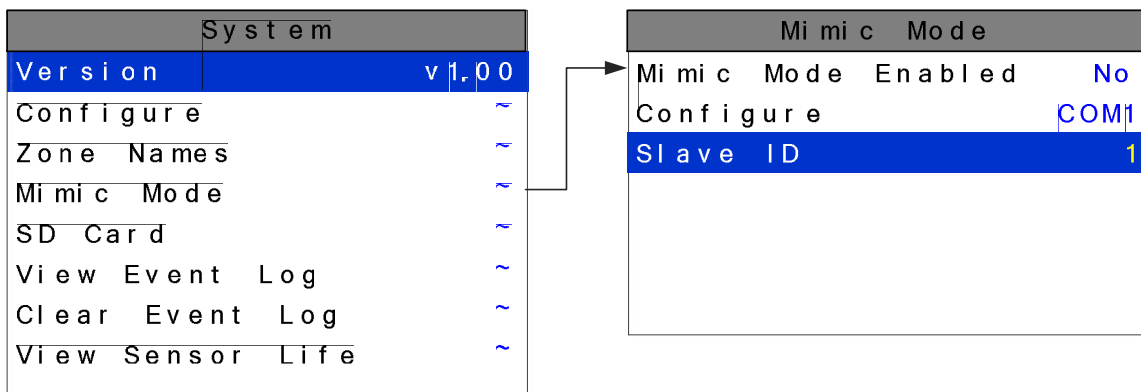 System
Version v1.00
Configure ~
Zone Names ~
Mimic Mode ~
SD Card ~
View Event Log ~
Clear Event Log ~
View Sensor Life ~
Mimic Mode
Mimic Mode Enabled No
Configure COM1
Slave ID 1